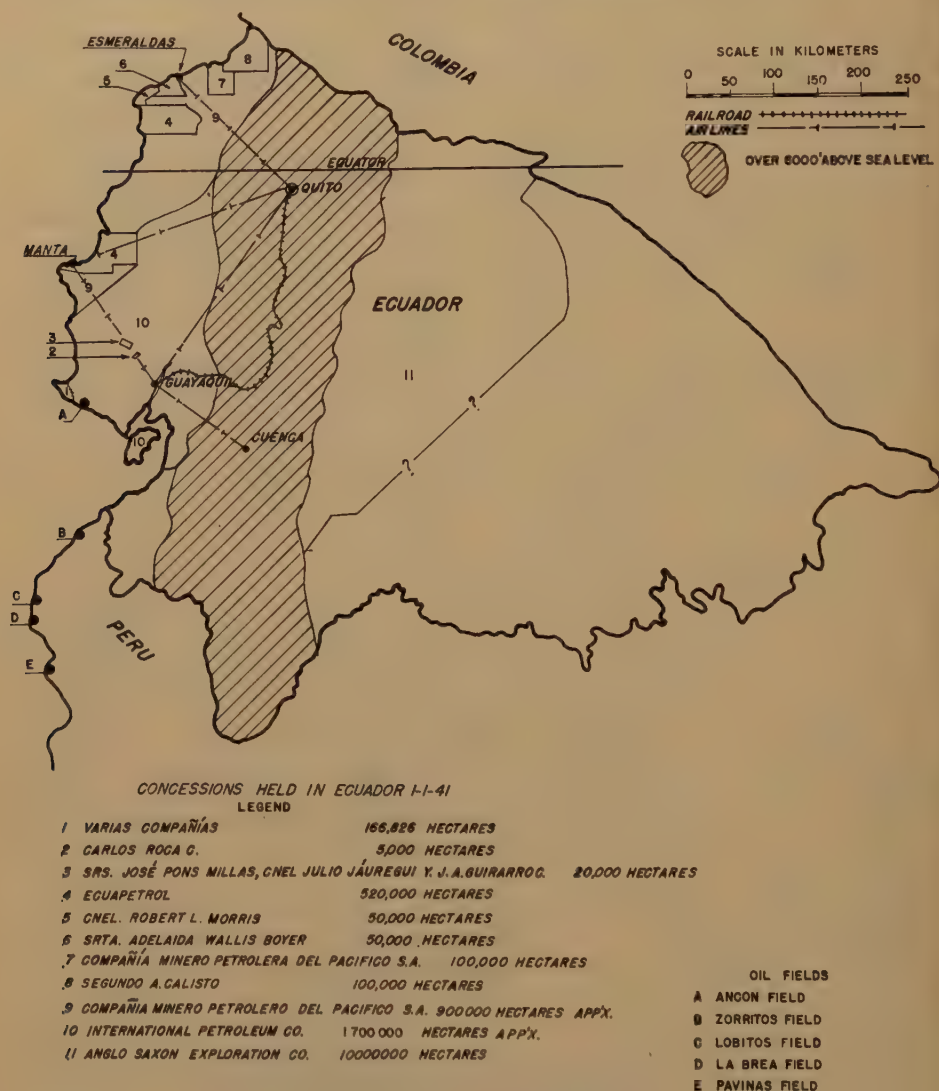 COLOMBIA
ESMERALDAS
6
5
4
7
8
9
SCALE IN KILOMETERS
0 50 100 150 200 250
RAILROAD
AIRLINES
OVER 6000' ABOVE SEA LEVEL
EQUATOR
QUITO
MANTA
4
9
ECUADOR
10
3
2
11
GUAYAQUIL
1
A
?
10
CUENCA
?
B
C
D
PERU
E
CONCESSIONS HELD IN ECUADOR 1-1-41
LEGEND
1 VARIAS COMPAÑÍAS 166,826 HECTARES
2 CARLOS ROCA C. 5,000 HECTARES
3 SRS. JOSÉ PONS MILLAS, CNEL JULIO JÁUREGUI Y. J.A. GUIRARROC. 20,000 HECTARES
4 ECUAPETROL 520,000 HECTARES
5 CNEL. ROBERT L. MORRIS 50,000 HECTARES
6 SRTA. ADELAIDA WALLIS BOYER 50,000 HECTARES
7 COMPAÑÍA MINERO PETROLERA DEL PACIFICO S.A. 100,000 HECTARES
8 SEGUNDO A. CALISTO 100,000 HECTARES
9 COMPAÑIA MINERO PETROLERO DEL PACIFICO S.A. 900000 HECTARES APP'X.
10 INTERNATIONAL PETROLEUM CO. 1700000 HECTARES APP'X.
11 ANGLO SAXON EXPLORATION CO. 10000000 HECTARES
OIL FIELDS
A ANCON FIELD
B ZORRITOS FIELD
C LOBITOS FIELD
D LA BREA FIELD
E PAVINAS FIELD